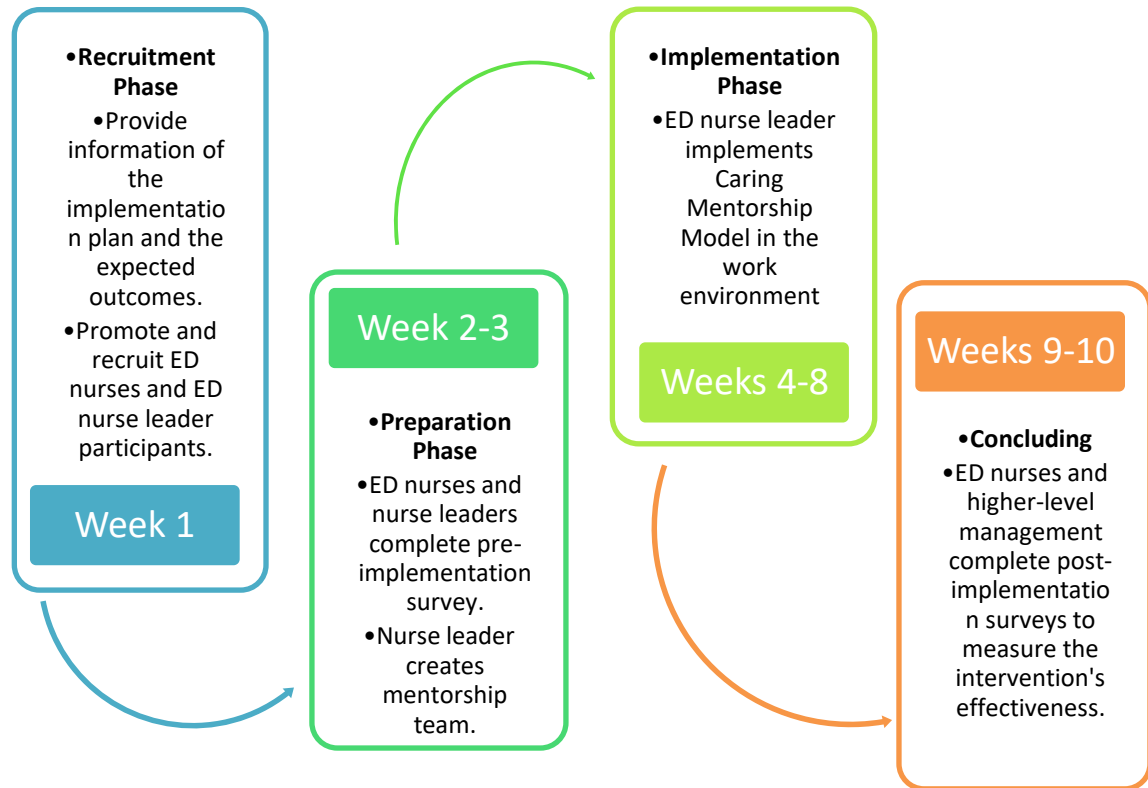 •Recruitment
Phase
•Provide
information of
the
implementatio
n plan and the
expected
outcomes.
•Promote and
recruit ED
nurses and ED
nurse leader
participants.
Week 1
Week 2-3
•Preparation
Phase
•ED nurses and
nurse leaders
complete pre-
implementation
survey.
•Nurse leader
creates
mentorship
team.
•Implementation
Phase
•ED nurse leader
implements
Caring
Mentorship
Model in the
work
environment
Weeks 4-8
Weeks 9-10
•Concluding
•ED nurses and
higher-level
management
complete post-
implementatio
n surveys to
measure the
intervention's
effectiveness.